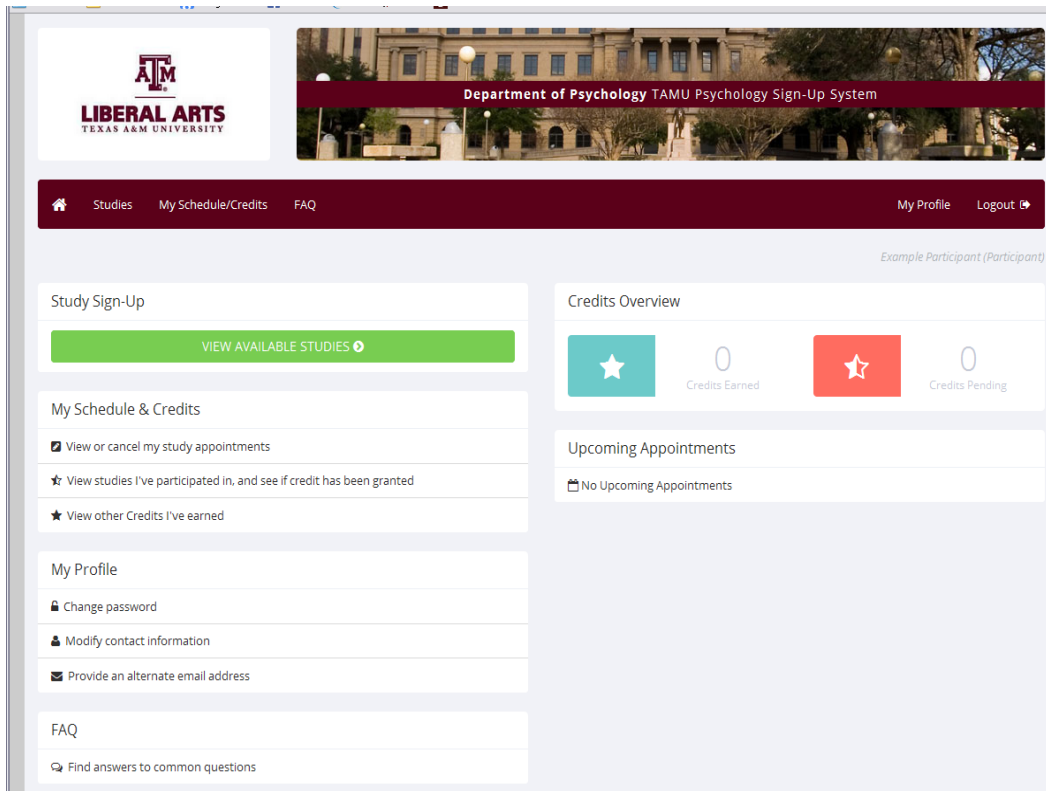 ĀM
LIBERAL ARTS
TEXAS A&M UNIVERSITY
Department of Psychology TAMU Psychology Sign-Up System
Studies My Schedule/Credits FAQ My Profile Logout
Example Participant (Participant)
Study Sign-Up
VIEW AVAILABLE STUDIES
My Schedule & Credits
View or cancel my study appointments
View studies I've participated in, and see if credit has been granted
View other Credits I've earned
My Profile
Change password
Modify contact information
Provide an alternate email address
FAQ
Find answers to common questions
Credits Overview
0
Credits Earned
0
Credits Pending
Upcoming Appointments
No Upcoming Appointments